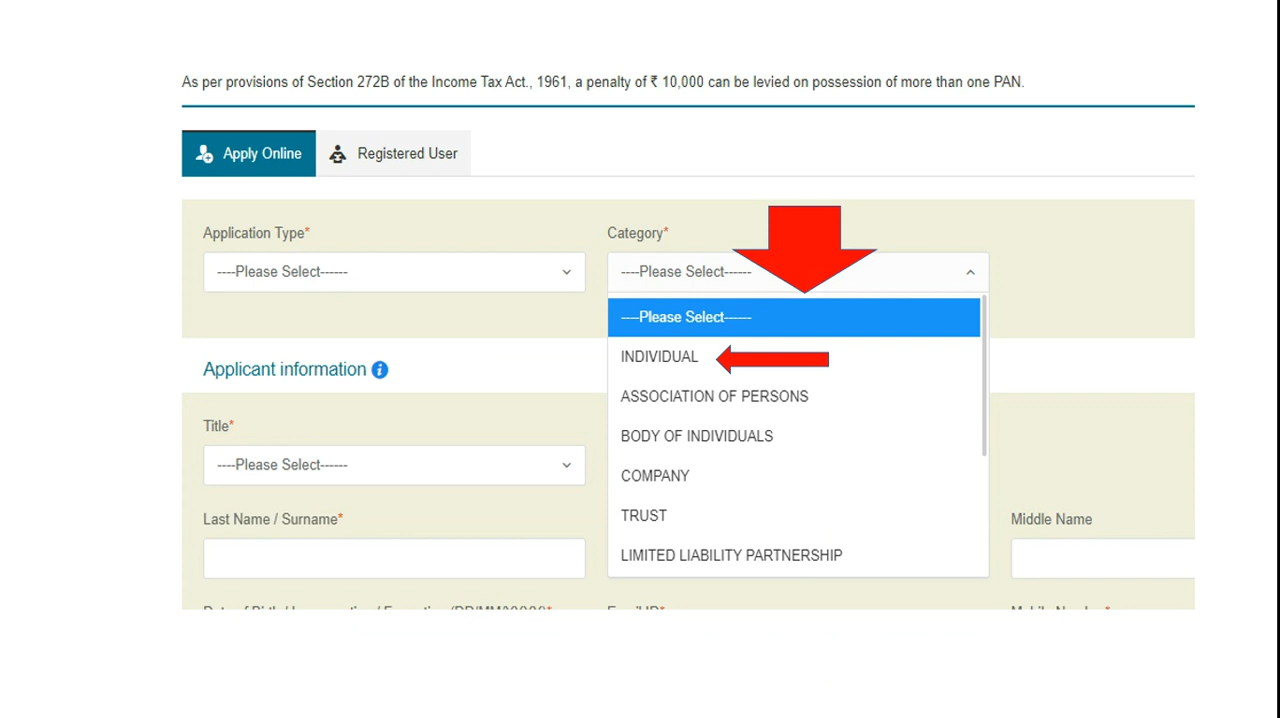 As per provisions of Section 272B of the Income Tax Act., 1961, a penalty of ₹ 10,000 can be levied on possession of more than one PAN.
Apply Online
Registered User
Application Type*
Category*
----Please Select------
----Please Select------
----Please Select------
INDIVIDUAL
Applicant information
ASSOCIATION OF PERSONS
Title*
BODY OF INDIVIDUALS
----Please Select------
COMPANY
TRUST
Last Name / Surname*
Middle Name
LIMITED LIABILITY PARTNERSHIP